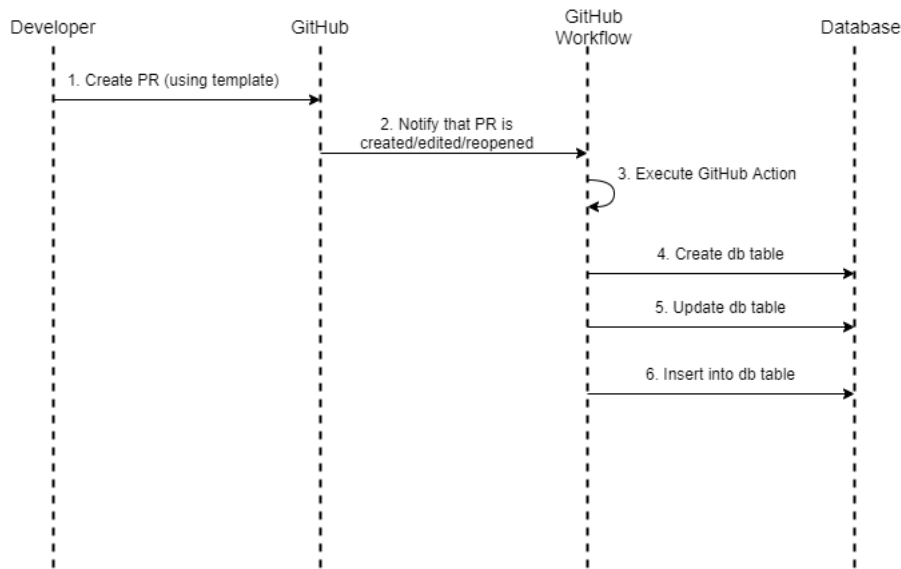 Developer
GitHub
GitHub
Workflow
Database
1. Create PR (using template)
2. Notify that PR is
created/edited/reopened
3. Execute GitHub Action
4. Create db table
5. Update db table
6. Insert into db table